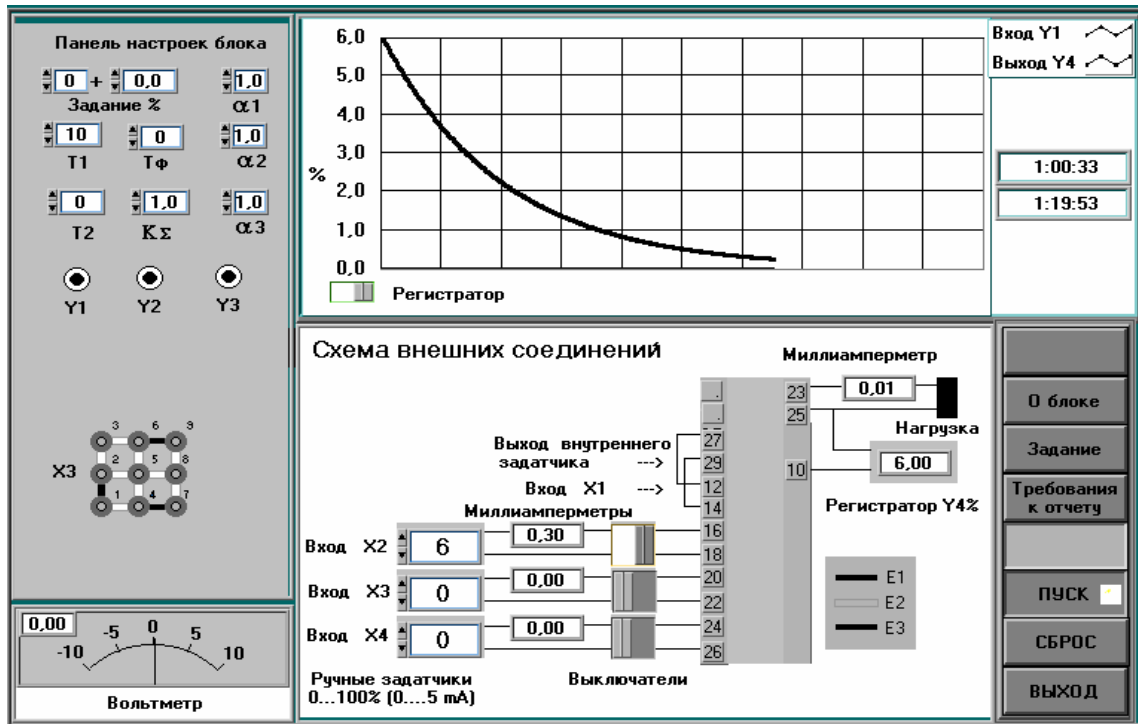 Панель настроек блока
0 + 0,0 1,0
Задание % α1
10 0 1,0
T1 Tф α2
0 1,0 1,0
T2 KΣ α3
Y1 Y2 Y3
X3
3 6 9
2 5 8
1 4 7
0,00
-10 -5 0 5 10
Вольтметр
6,0
5,0
4,0
3,0
% 2,0
1,0
0,0
Регистратор
Вход Y1
Выход Y4
1:00:33
1:19:53
Схема внешних соединений
Миллиамперметр
23 0,01
25
Нагрузка
10 6,00
Регистратор Y4%
Выход внутреннего
задатчика --->
Вход X1 --->
27
29
12
14
Миллиамперметры
Вход X2 6 0,30 16
18
Вход X3 0 0,00 20
22
Вход X4 0 0,00 24
26
Ручные задатчики
0...100% (0....5 mA)
Выключатели
E1
E2
E3
О блоке
Задание
Требования
к отчету
ПУСК
СБРОС
ВЫХОД